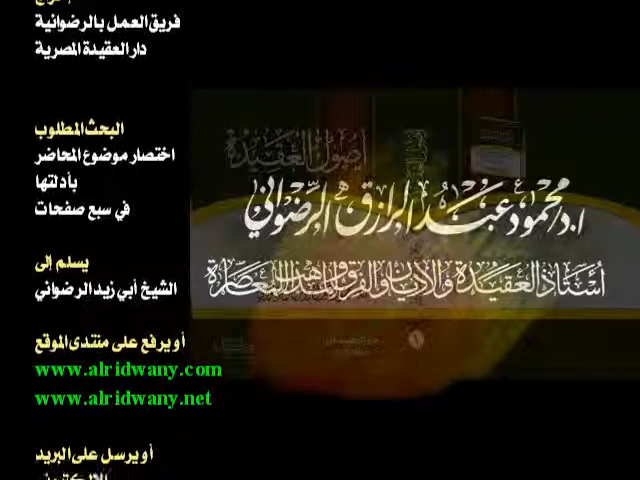 فريق العمل بالرضوانية
دار العقيدة المصرية
البحث المطلوب
اختصار موضوع المحاضر
بأدلتها
في سبع صفحات
يسلم إلى
الشيخ أبي زيد الرضواني
أو يرفع على منتدى الموقع
www.alridwany.com
www.alridwany.net
أو يرسل على البريد
أصول العقيدة
ا.د/محمود عبد الرازق الرضواني
أستاذ العقيدة والأديان والفرق والمذاهب المعاصرة